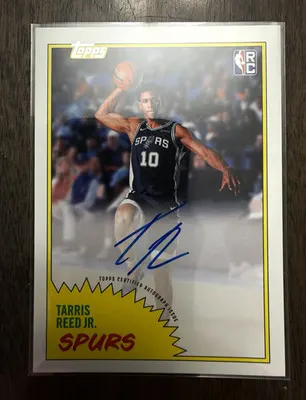 Topps
RC
SPURS
10
TOPPS CERTIFIED AUTOGRAPH ISSUE
TARRIS
REED JR.
SPURS